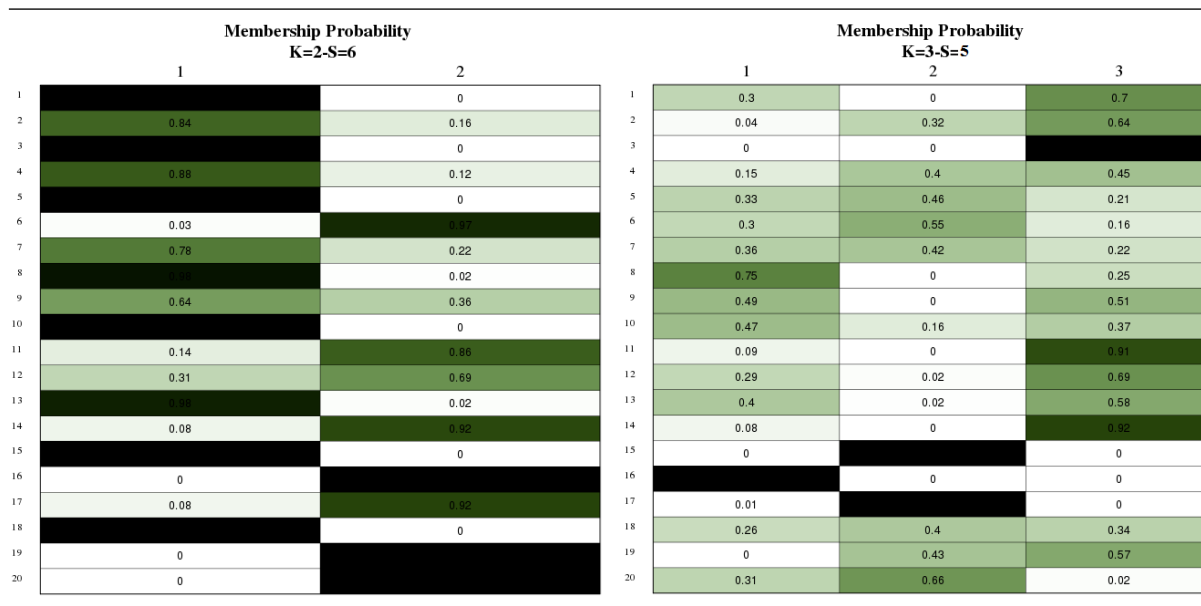 Membership Probability
K=2-S=6
1 2
1 0
2 0.84 0.16
3 0
4 0.88 0.12
5 0
6 0.03 0.97
7 0.78 0.22
8 0.98 0.02
9 0.64 0.36
10 0
11 0.14 0.86
12 0.31 0.69
13 0.98 0.02
14 0.08 0.92
15 0
16 0
17 0.08 0.92
18 0
19 0
20 0
Membership Probability
K=3-S=5
1 2 3
1 0.3 0 0.7
2 0.04 0.32 0.64
3 0 0
4 0.15 0.4 0.45
5 0.33 0.46 0.21
6 0.3 0.55 0.16
7 0.36 0.42 0.22
8 0.75 0 0.25
9 0.49 0 0.51
10 0.47 0.16 0.37
11 0.09 0 0.91
12 0.29 0.02 0.69
13 0.4 0.02 0.58
14 0.08 0 0.92
15 0 0
16 0 0
17 0.01 0
18 0.26 0.4 0.34
19 0 0.43 0.57
20 0.31 0.66 0.02